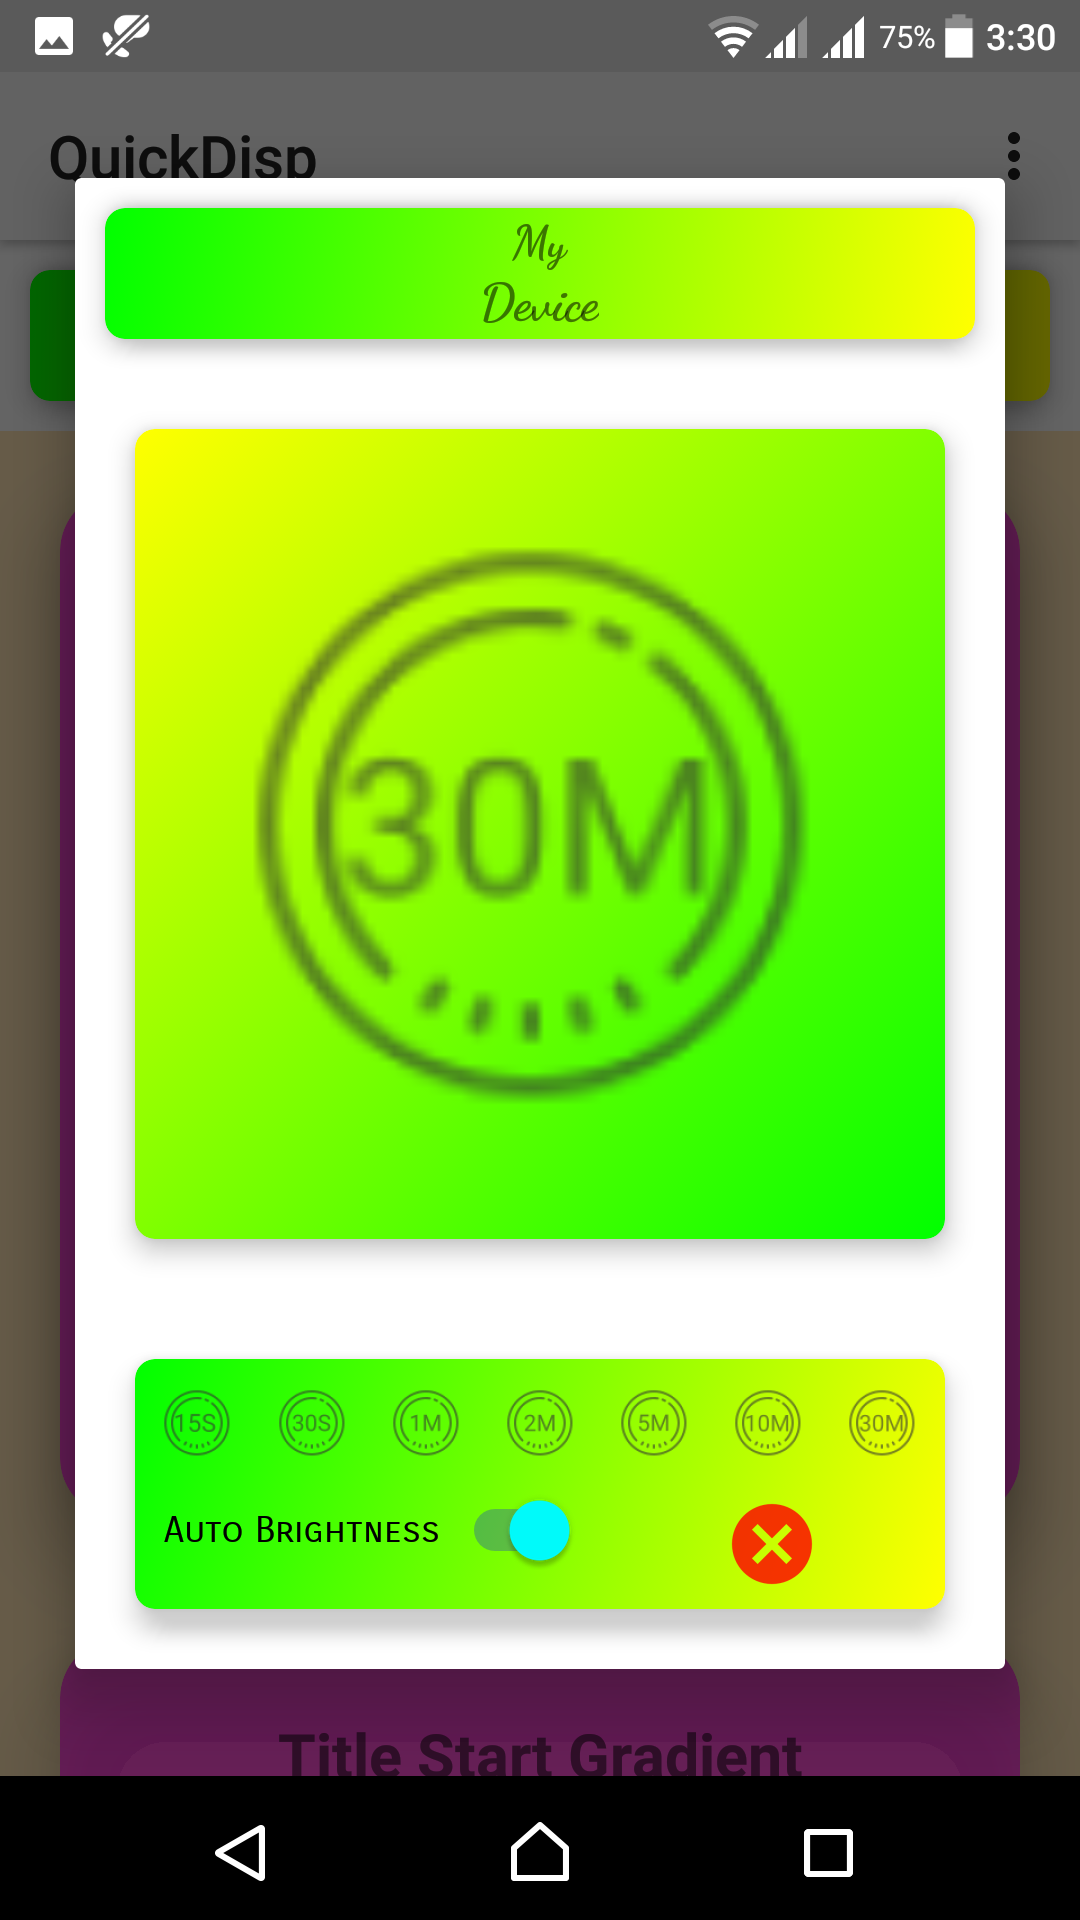 75% 3:30
QuickDisp
My
Device
30M
15S 30S 1M 2M 5M 10M 30M
Auto Brightness
Title Start Gradient